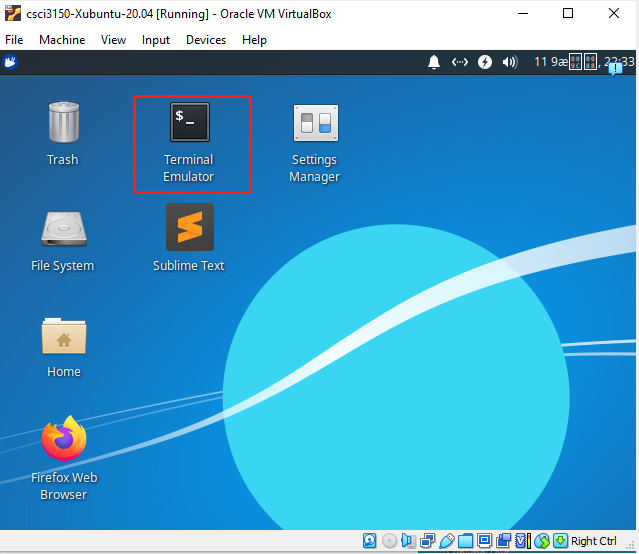 csci3150-Xubuntu-20.04 [Running] - Oracle VM VirtualBox
File Machine View Input Devices Help
11 9æ, 22:33
$_
Trash
Terminal
Emulator
Settings
Manager
File System
Sublime Text
Home
Firefox Web
Browser
Right Ctrl